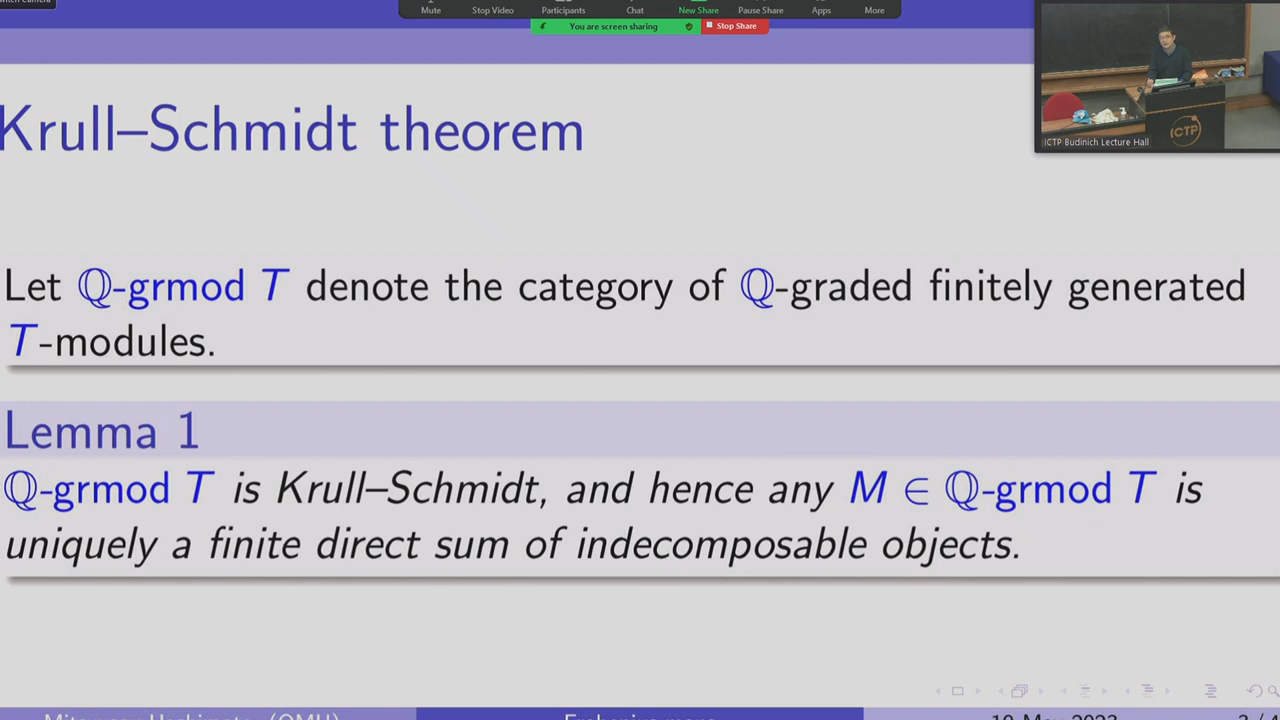 Mute Stop Video Participants Chat New Share Pause Share Apps More
You are screen sharing Stop Share
Krull–Schmidt theorem
ICTP
ICTP Budinich Lecture Hall
Let ℚ-grmod T denote the category of ℚ-graded finitely generated
T-modules.
Lemma 1
ℚ-grmod T is Krull–Schmidt, and hence any M ∈ ℚ-grmod T is
uniquely a finite direct sum of indecomposable objects.